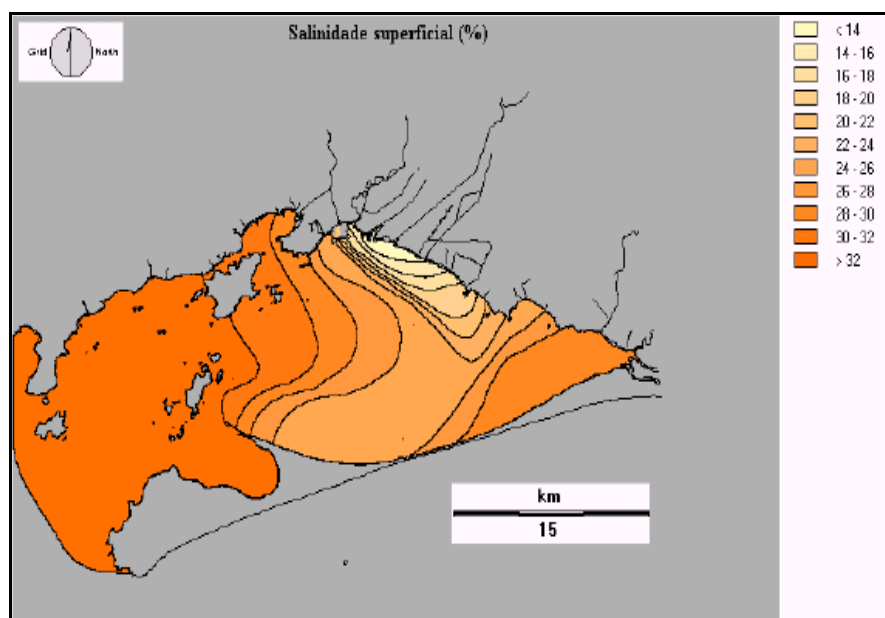 Salinidade superficial (%)
Grid North
< 14
14 - 16
16 - 18
18 - 20
20 - 22
22 - 24
24 - 26
26 - 28
28 - 30
30 - 32
> 32
km
15